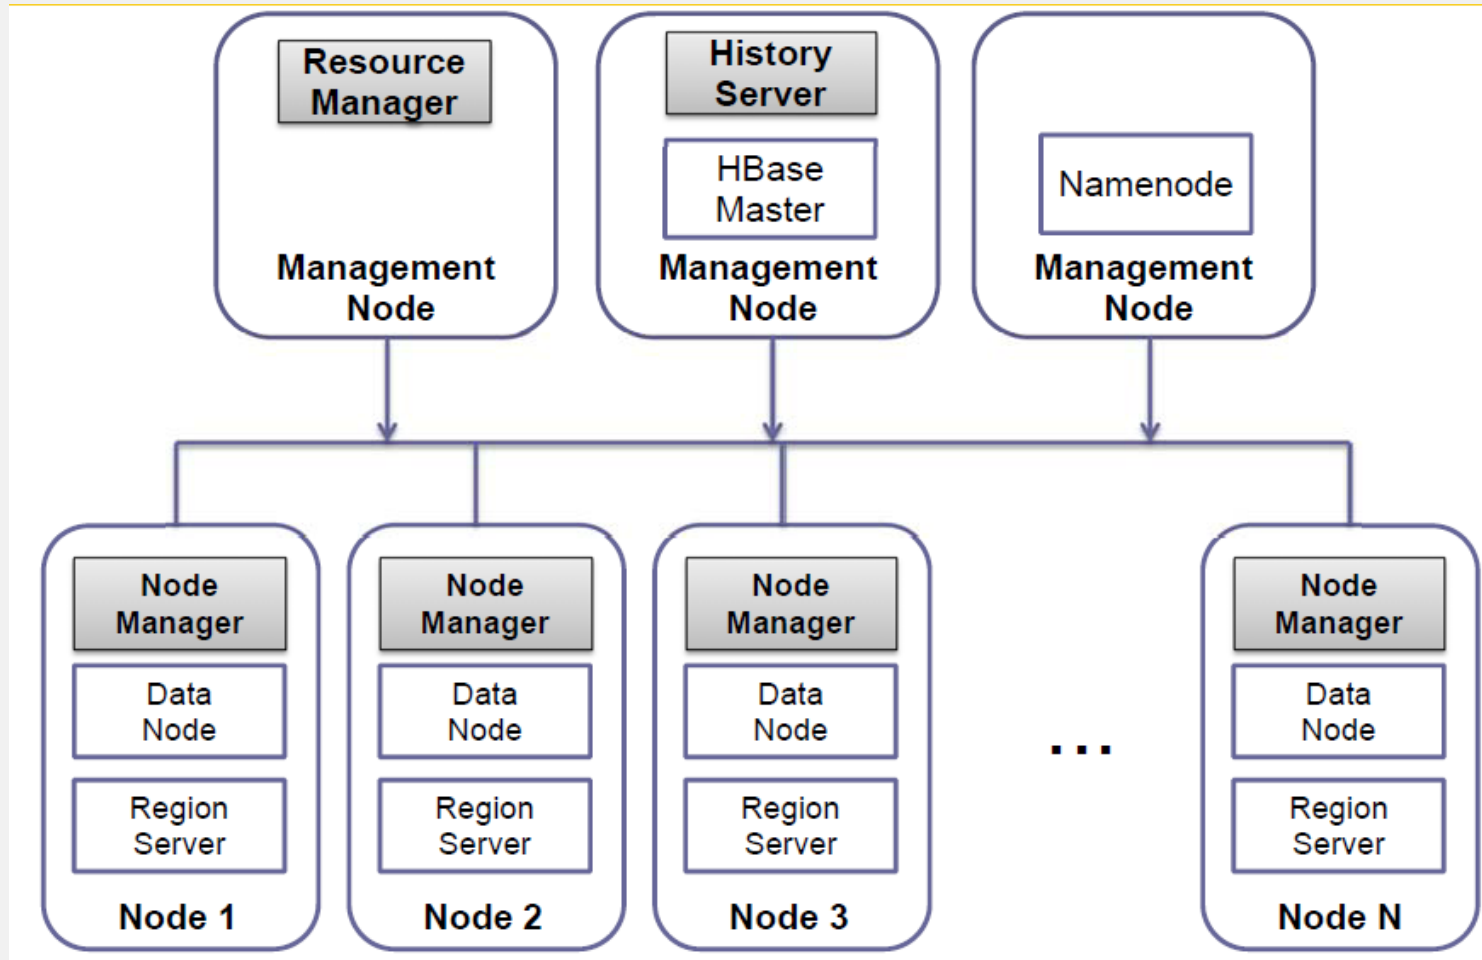 Resource
Manager
Management
Node
History
Server
HBase
Master
Management
Node
Namenode
Management
Node
Node
Manager
Data
Node
Region
Server
Node 1
Node
Manager
Data
Node
Region
Server
Node 2
Node
Manager
Data
Node
Region
Server
Node 3
...
Node
Manager
Data
Node
Region
Server
Node N